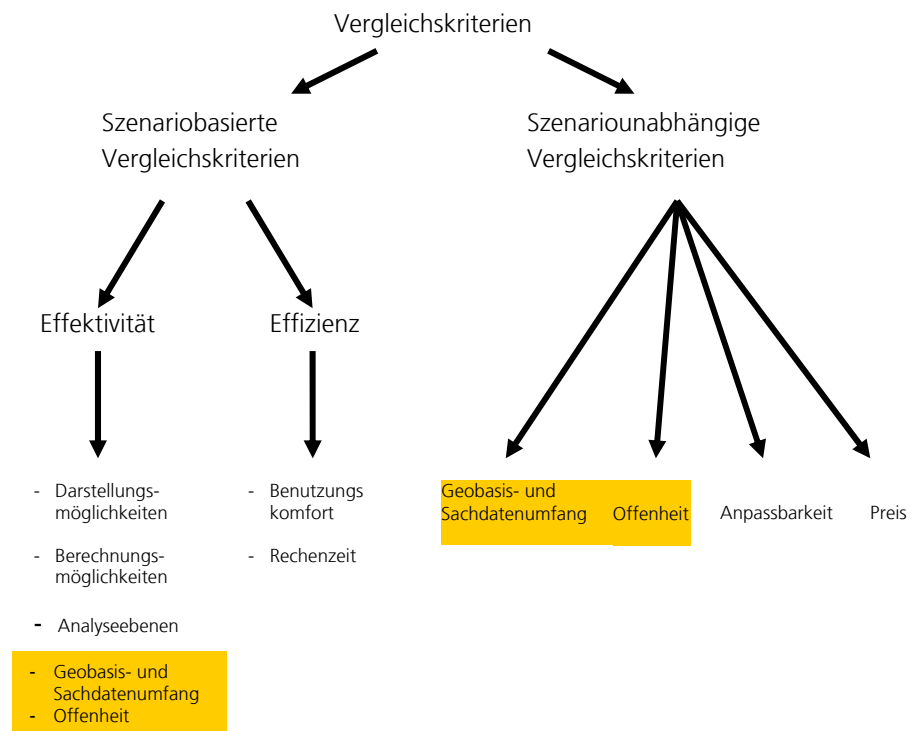 Vergleichskriterien
Szenariobasierte
Vergleichskriterien
Szenariounabhängige
Vergleichskriterien
Effektivität
Effizienz
- Darstellungs-
möglichkeiten
- Berechnungs-
möglichkeiten
- Analyseebenen
- Geobasis- und
Sachdatenumfang
- Offenheit
- Benutzungs
komfort
- Rechenzeit
Geobasis- und
Sachdatenumfang
Offenheit
Anpassbarkeit
Preis